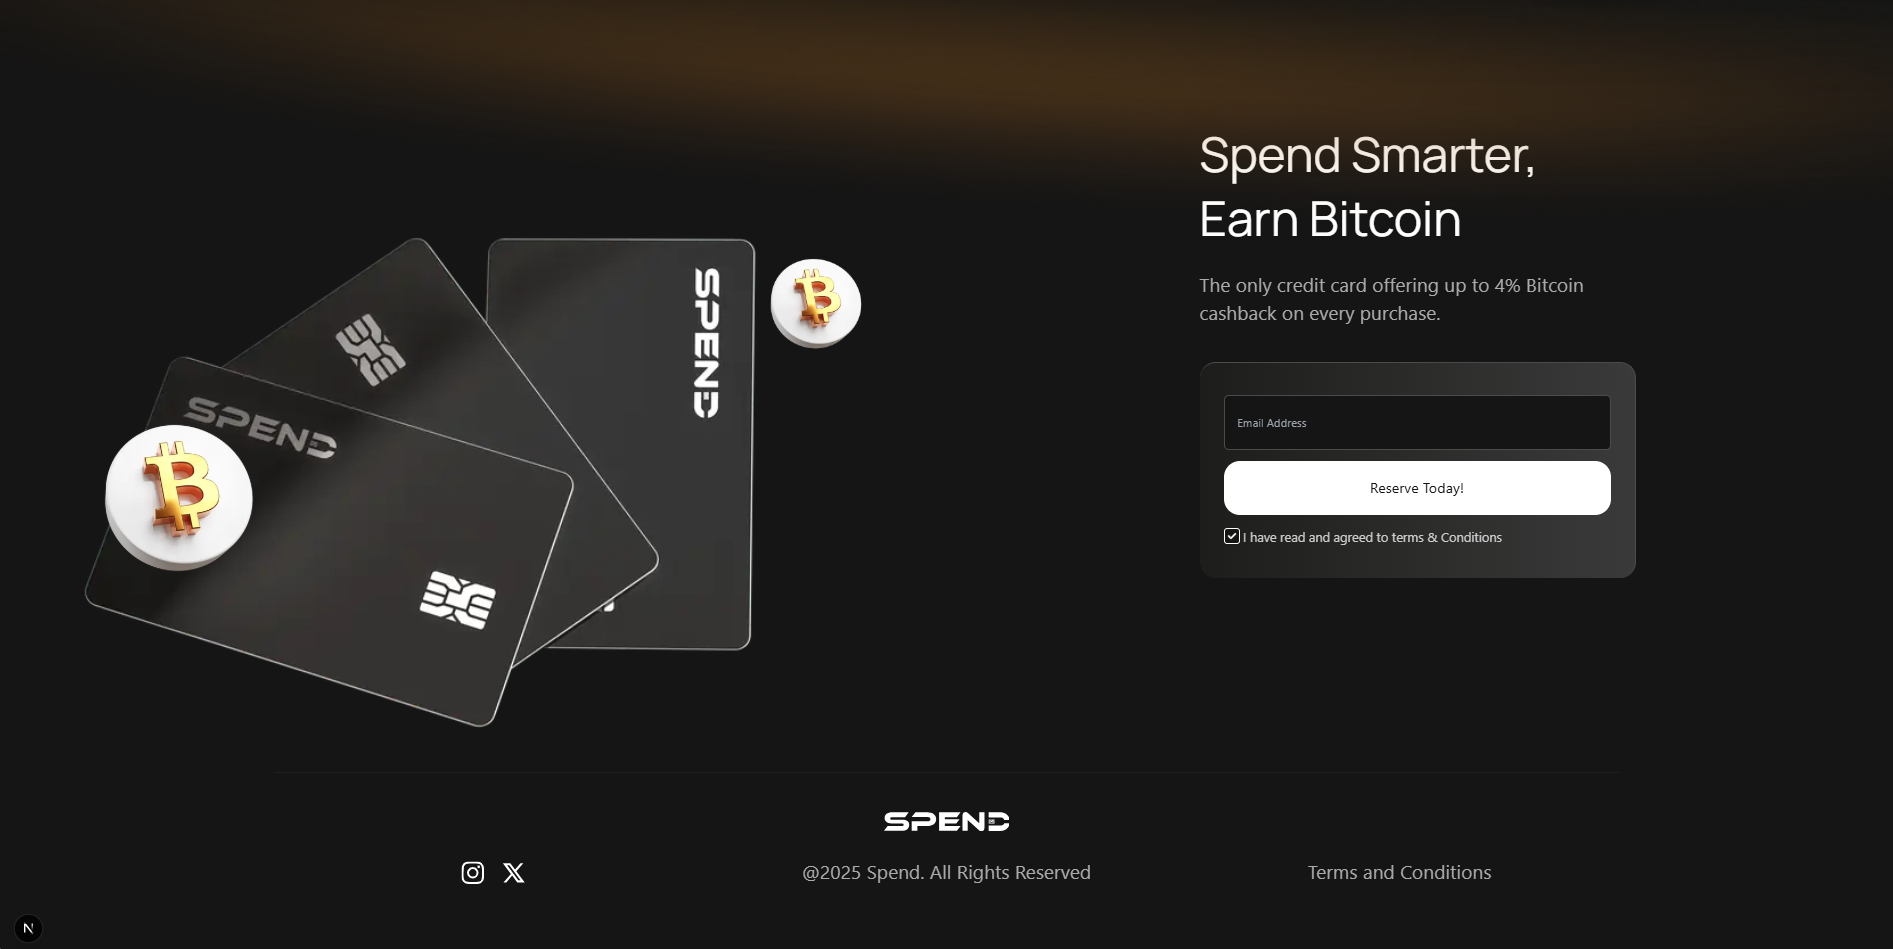 Spend Smarter,
Earn Bitcoin
The only credit card offering up to 4% Bitcoin
cashback on every purchase.
SPEND
SPEND
Email Address
Reserve Today!
I have read and agreed to terms & Conditions
SPEND
@2025 Spend. All Rights Reserved
Terms and Conditions
N